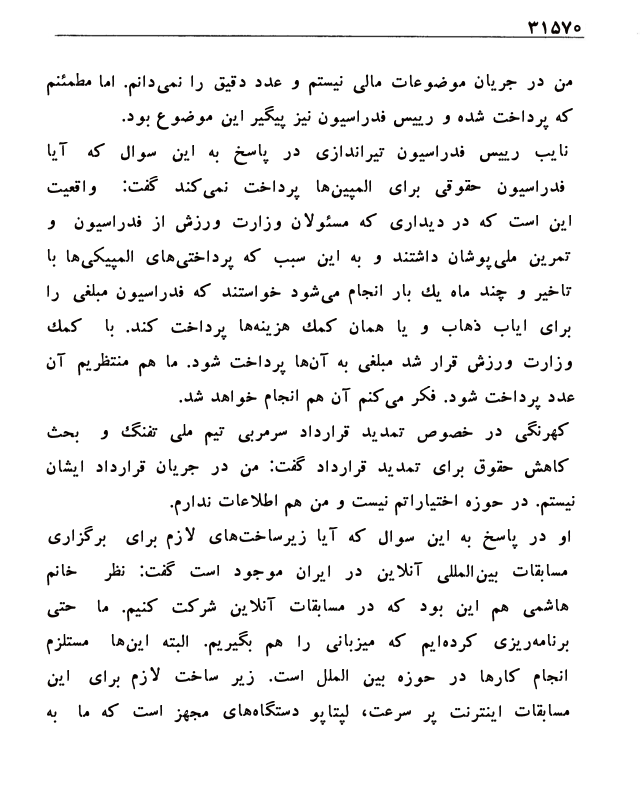 ۳۱۵۷۰
من در جریان موضوعات مالی نیستم و عدد دقیق را نمی‌دانم. اما مطمئنم
که پرداخت شده و رییس فدراسیون نیز پیگیر این موضوع بود.
نایب رییس فدراسیون تیراندازی در پاسخ به این سوال که آیا
فدراسیون حقوقی برای المپین‌ها پرداخت نمی‌کند گفت: واقعیت
این است که در دیداری که مسئولان وزارت ورزش از فدراسیون و
تمرین ملی‌پوشان داشتند و به این سبب که پرداختی‌های المپیکی‌ها با
تاخیر و چند ماه یك بار انجام می‌شود خواستند که فدراسیون مبلغی را
برای ایاب ذهاب و یا همان کمك هزینه‌ها پرداخت کند. با کمك
وزارت ورزش قرار شد مبلغی به آن‌ها پرداخت شود. ما هم منتظریم آن
عدد پرداخت شود. فکر می‌کنم آن هم انجام خواهد شد.
کهرنگی در خصوص تمدید قرارداد سرمربی تیم ملی تفنگ و بحث
کاهش حقوق برای تمدید قرارداد گفت: من در جریان قرارداد ایشان
نیستم. در حوزه اختیاراتم نیست و من هم اطلاعات ندارم.
او در پاسخ به این سوال که آیا زیرساخت‌های لازم برای برگزاری
مسابقات بین‌المللی آنلاین در ایران موجود است گفت: نظر خانم
هاشمی هم این بود که در مسابقات آنلاین شرکت کنیم. ما حتی
برنامه‌ریزی کرده‌ایم که میزبانی را هم بگیریم. البته این‌ها مستلزم
انجام کارها در حوزه بین الملل است. زیر ساخت لازم برای این
مسابقات اینترنت پر سرعت، لپتاپو دستگاه‌های مجهز است که ما به